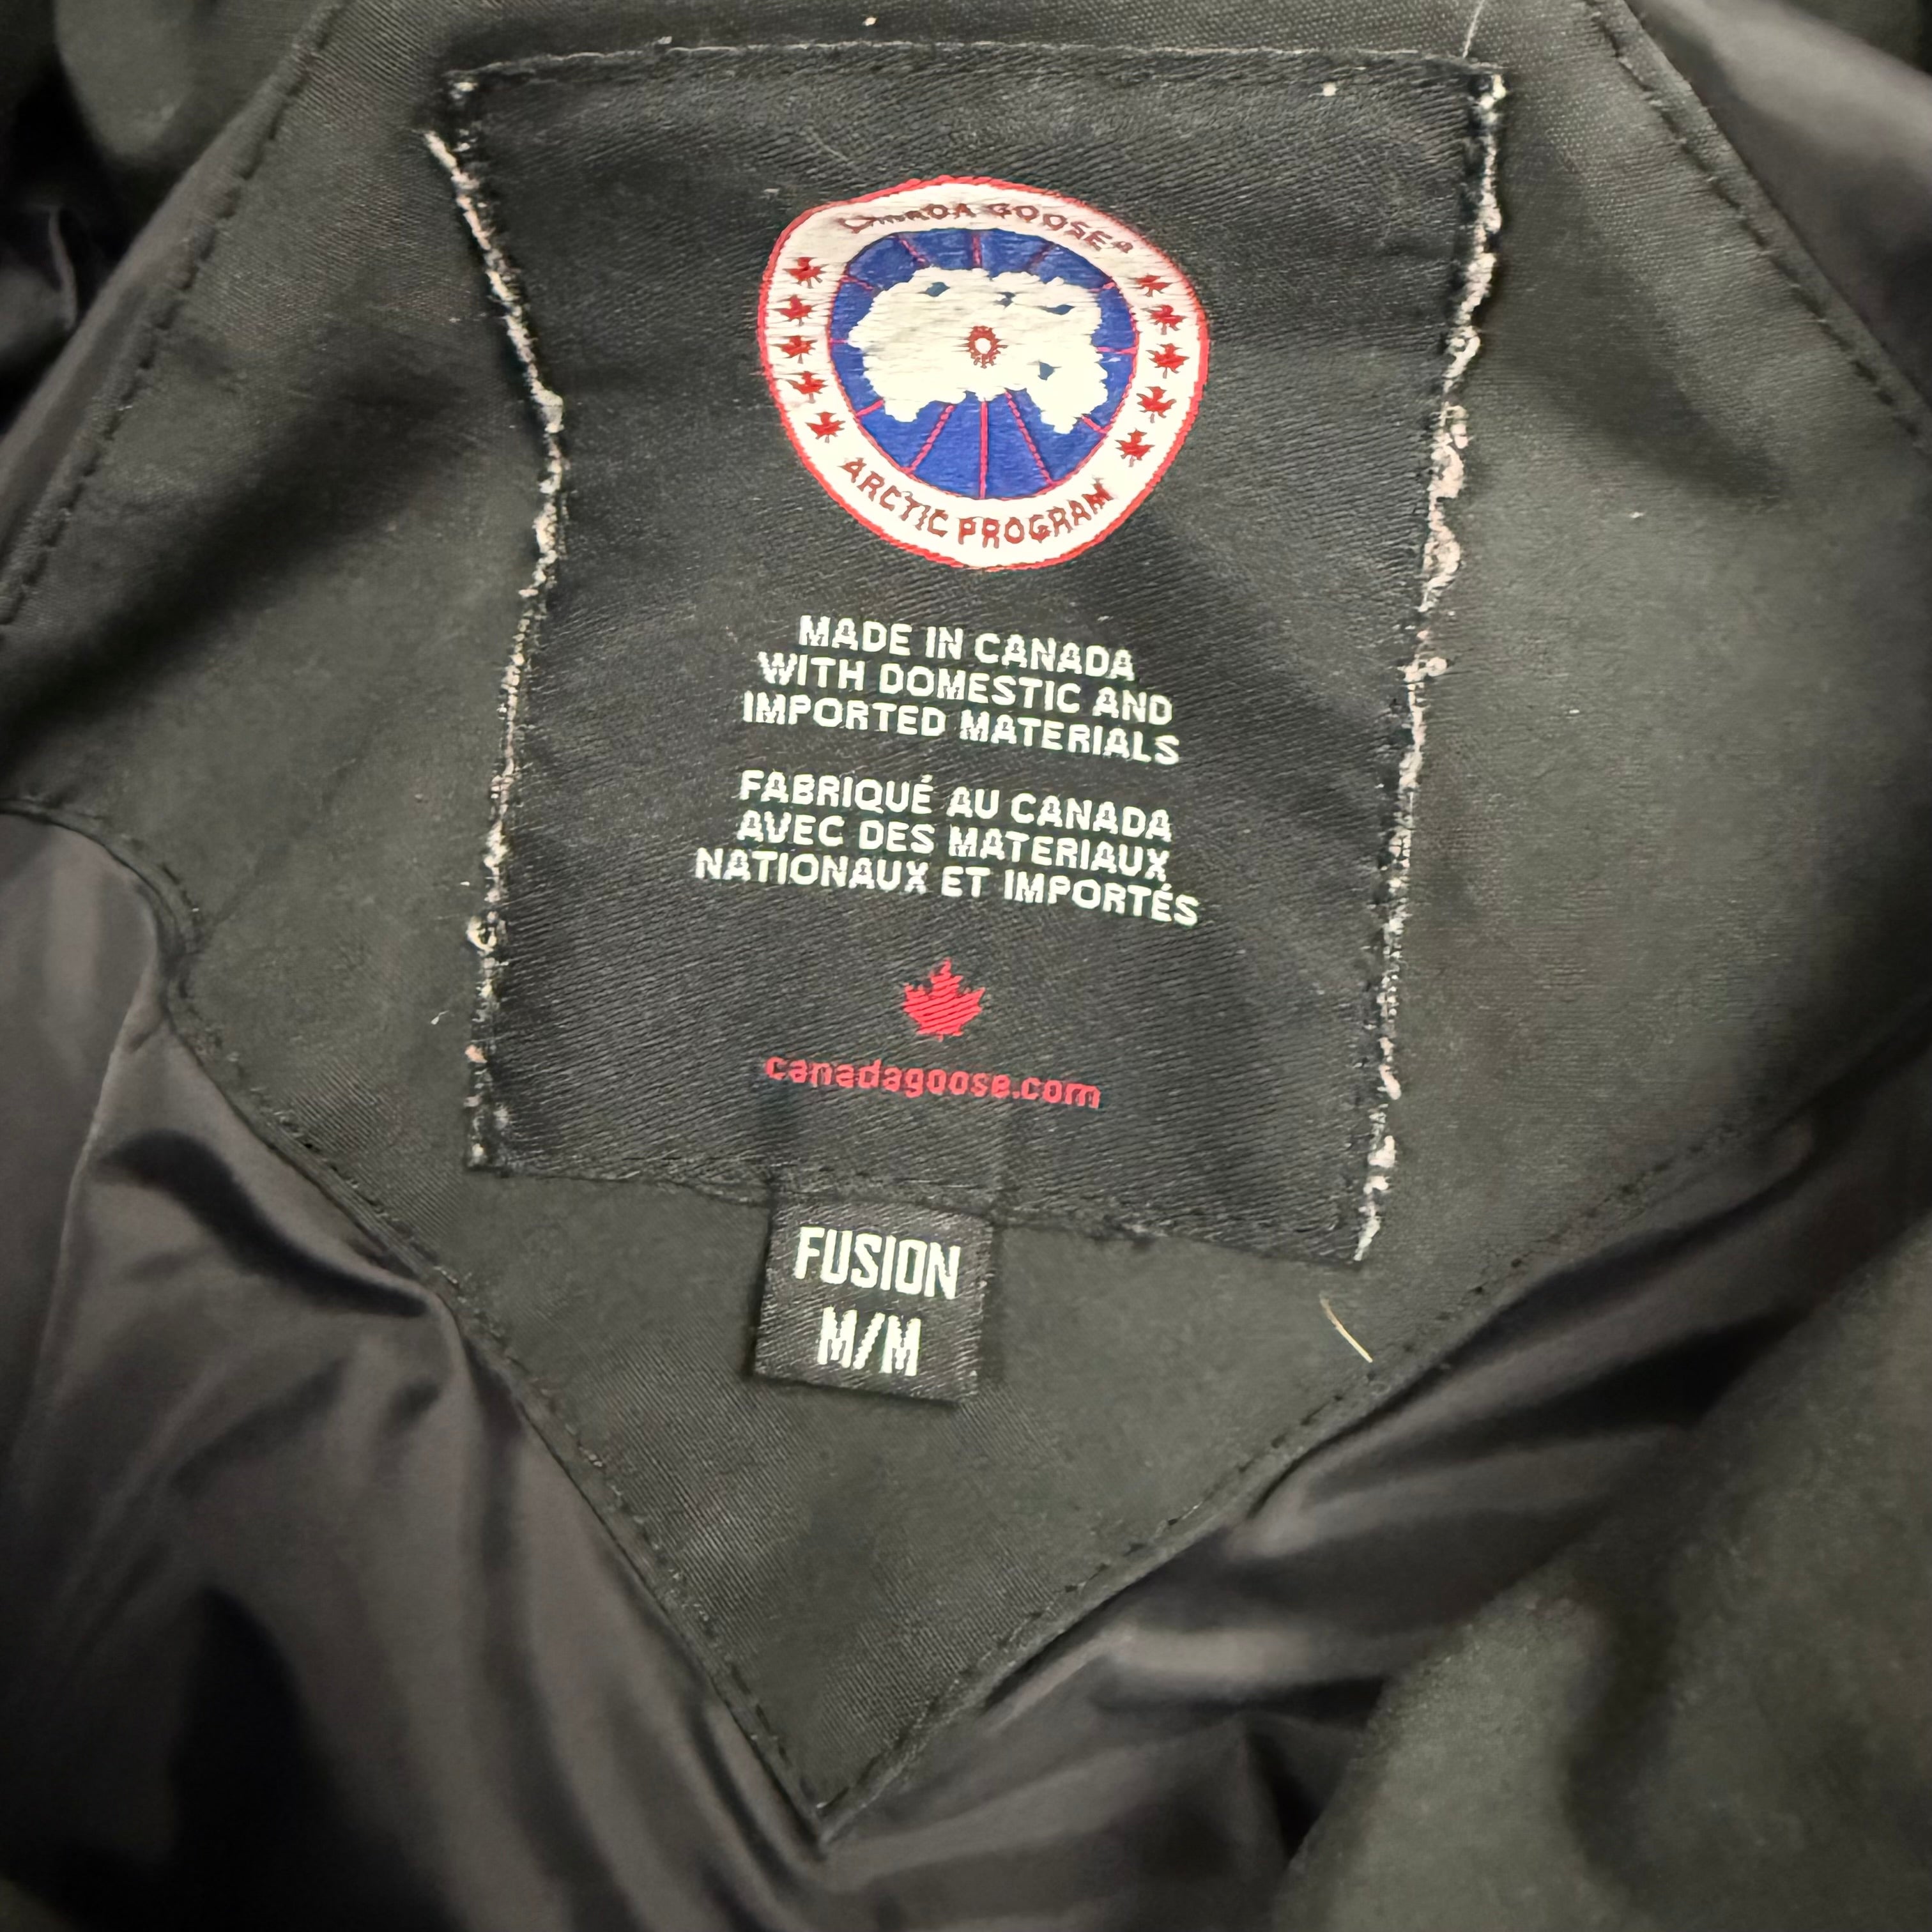 CANADA GOOSE®
ARCTIC PROGRAM
MADE IN CANADA
WITH DOMESTIC AND
IMPORTED MATERIALS
FABRIQUÉ AU CANADA
AVEC DES MATERIAUX
NATIONAUX ET IMPORTÉS
canadagoose.com
FUSION
M/M